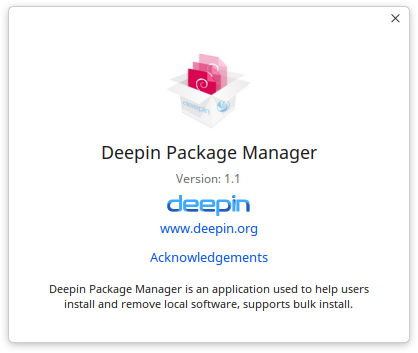 deepin
Deepin Package Manager
Version: 1.1
deepin
www.deepin.org
Acknowledgements
Deepin Package Manager is an application used to help users
install and remove local software, supports bulk install.